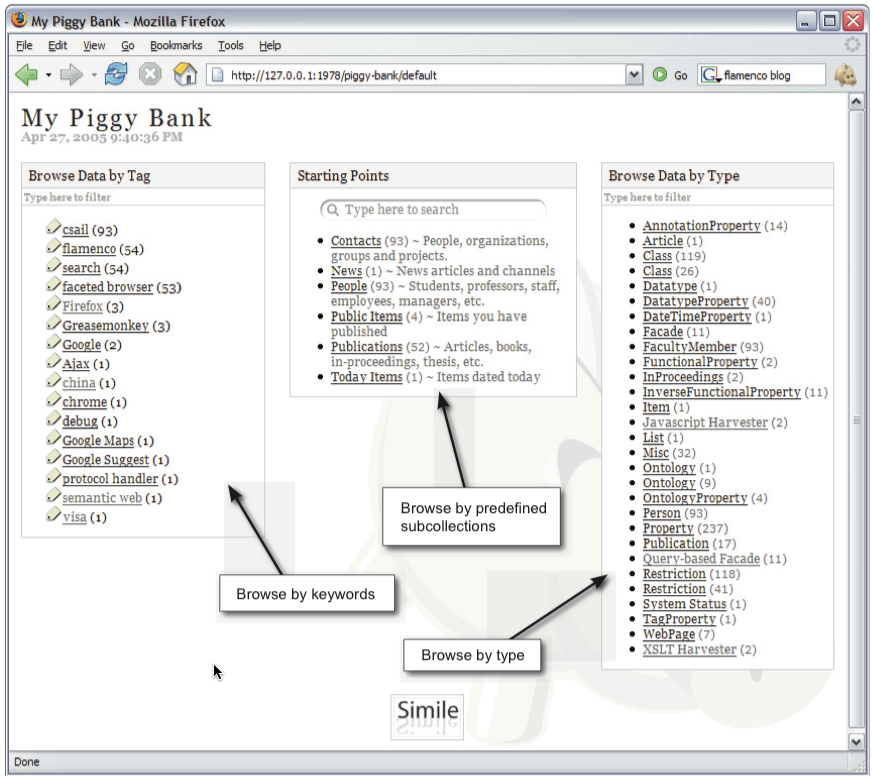 My Piggy Bank - Mozilla Firefox
File Edit View Go Bookmarks Tools Help
http://127.0.0.1:1978/piggy-bank/default
Go
flamenco blog
My Piggy Bank
Apr 27, 2005 9:40:36 PM
Browse Data by Tag
Type here to filter
csail (93)
flamenco (54)
search (54)
faceted browser (53)
Firefox (3)
Greasemonkey (3)
Google (2)
Ajax (1)
china (1)
chrome (1)
debug (1)
Google Maps (1)
Google Suggest (1)
protocol handler (1)
semantic web (1)
visa (1)
Browse by keywords
Starting Points
Type here to search
Contacts (93) ~ People, organizations,
groups and projects.
News (1) ~ News articles and channels
People (93) ~ Students, professors, staff,
employees, managers, etc.
Public Items (4) ~ Items you have
published
Publications (52) ~ Articles, books,
in-proceedings, thesis, etc.
Today Items (1) ~ Items dated today
Browse by predefined
subcollections
Browse Data by Type
Type here to filter
AnnotationProperty (14)
Article (1)
Class (119)
Class (26)
Datatype (1)
DatatypeProperty (40)
DateTimeProperty (1)
Facade (11)
FacultyMember (93)
FunctionalProperty (2)
InProceedings (2)
InverseFunctionalProperty (11)
Item (1)
Javascript Harvester (2)
List (1)
Misc (32)
Ontology (1)
Ontology (9)
OntologyProperty (4)
Person (93)
Property (237)
Publication (17)
Query-based Facade (11)
Restriction (118)
Restriction (41)
System Status (1)
TagProperty (1)
WebPage (7)
XSLT Harvester (2)
Browse by type
Simile
Done